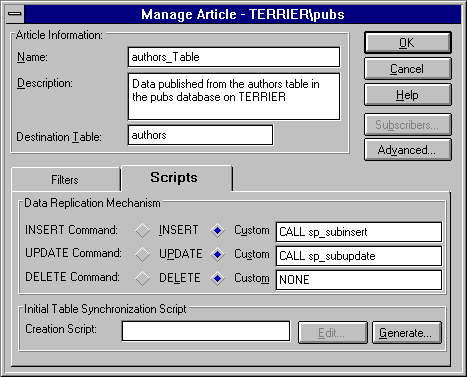 Manage Article - TERRIER\pubs
Article Information:
Name: authors_Table
Description: Data published from the authors table in
the pubs database on TERRIER
Destination Table: authors
OK
Cancel
Help
Subscribers...
Advanced...
Filters Scripts
Data Replication Mechanism
INSERT Command: INSERT Custom CALL sp_subinsert
UPDATE Command: UPDATE Custom CALL sp_subupdate
DELETE Command: DELETE Custom NONE
Initial Table Synchronization Script
Creation Script: Edit... Generate...